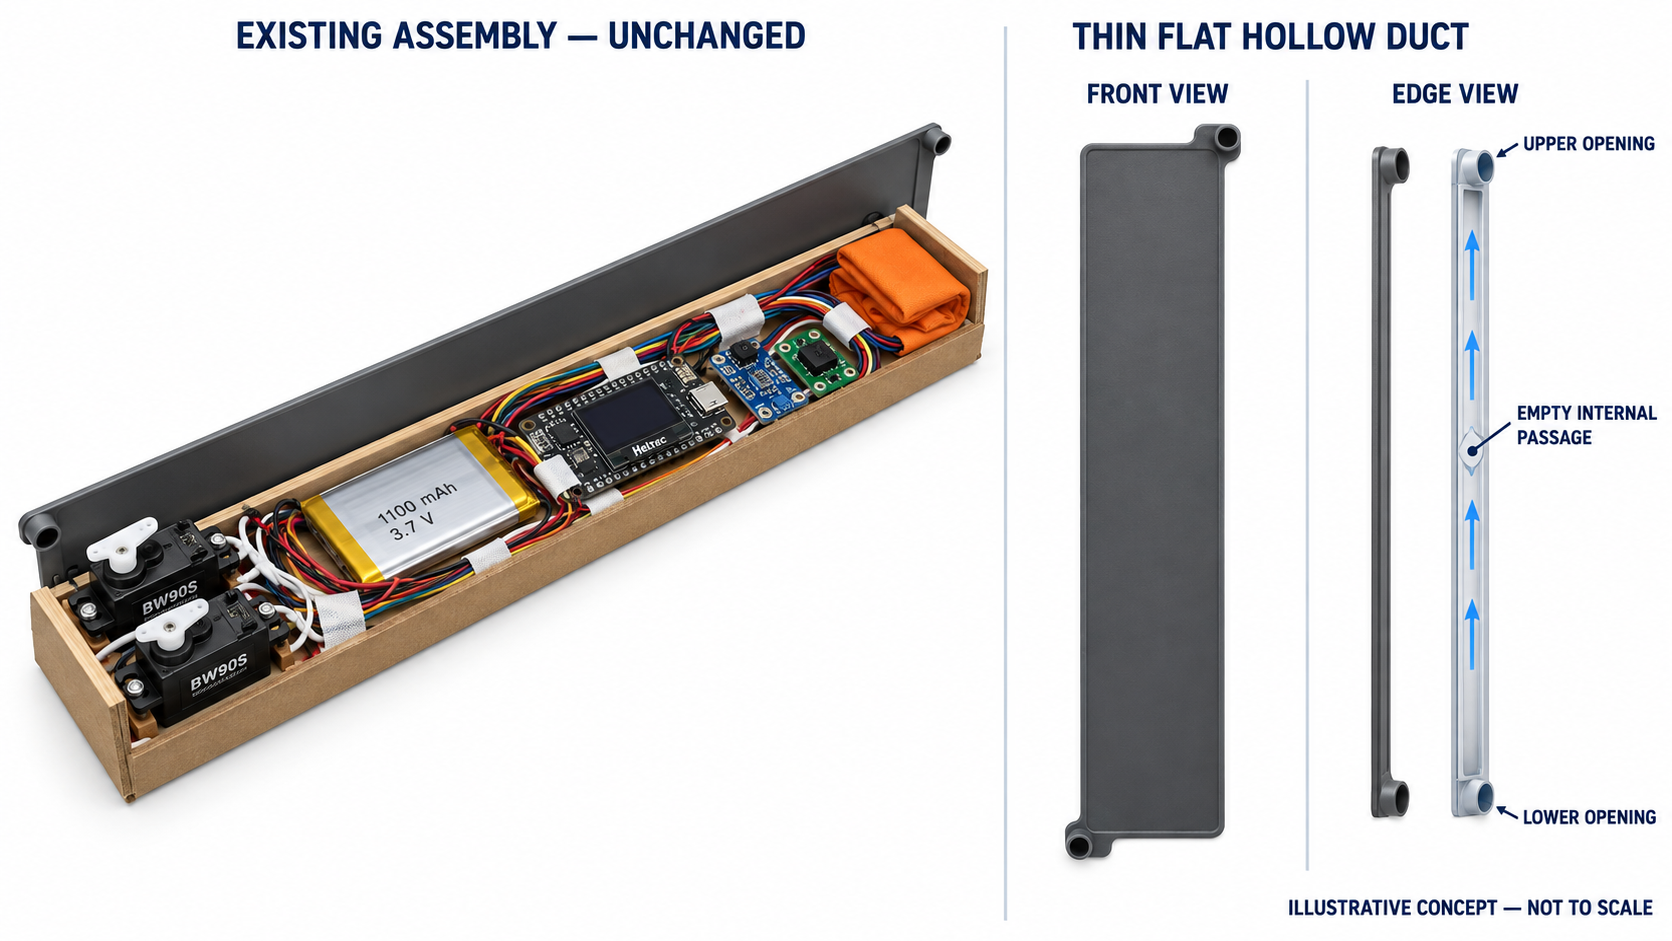 EXISTING ASSEMBLY — UNCHANGED
THIN FLAT HOLLOW DUCT
FRONT VIEW
EDGE VIEW
UPPER OPENING
EMPTY INTERNAL
PASSAGE
LOWER OPENING
1100 mAh
3.7 V
Heltec
BW90S
BW90S
ILLUSTRATIVE CONCEPT — NOT TO SCALE